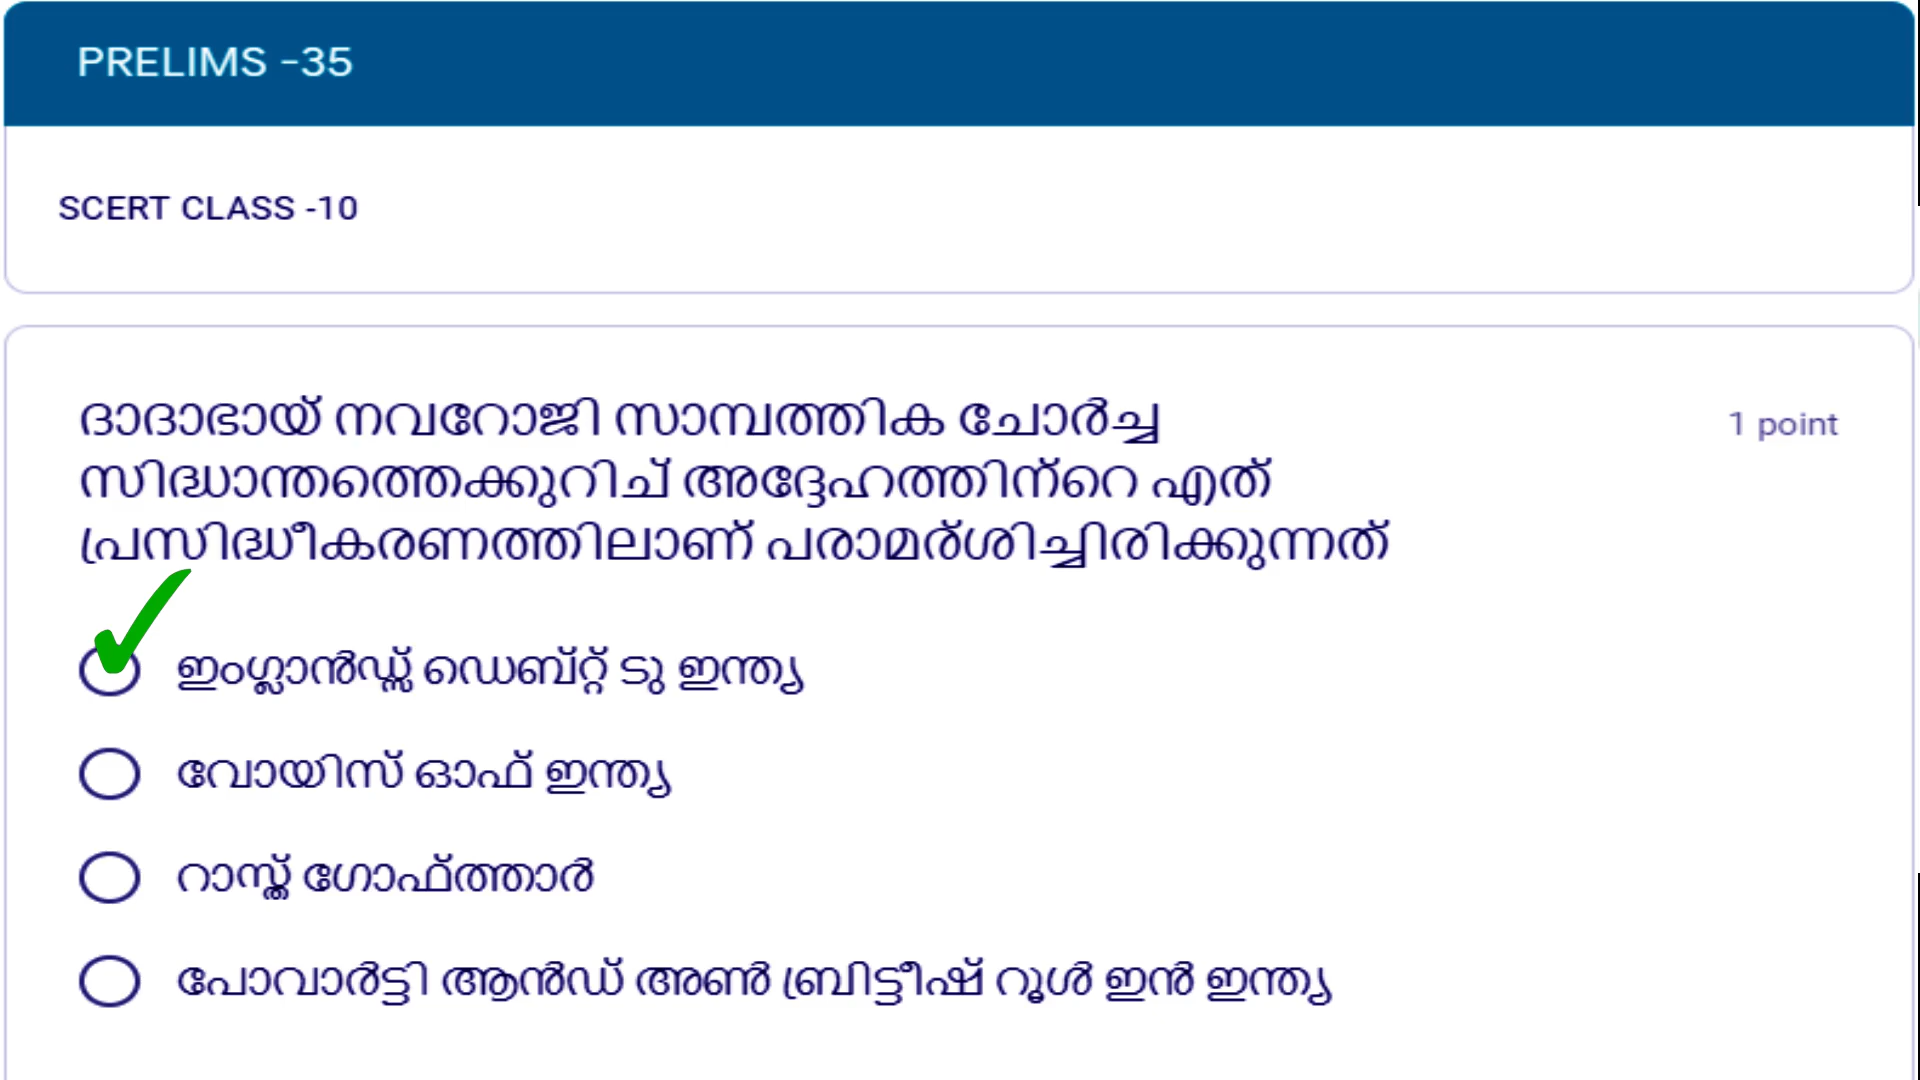 PRELIMS -35
SCERT CLASS -10
ദാദാഭായ് നവറോജി സാമ്പത്തിക ചോർച്ച
1 point
സിദ്ധാന്തത്തെക്കുറിച് അദ്ദേഹത്തിന്റെ എത്
പ്രസിദ്ധീകരണത്തിലാണ് പരാമർശിച്ചിരിക്കുന്നത്
ഇംഗ്ലാൻഡ്സ് ഡെബ്റ്റ് ടു ഇന്ത്യ
വോയിസ് ഓഫ് ഇന്ത്യ
റാസ്ത് ഗോഫ്ത്താർ
പോവാർട്ടി ആൻഡ് അൺ ബ്രിട്ടീഷ് റൂൾ ഇൻ ഇന്ത്യ